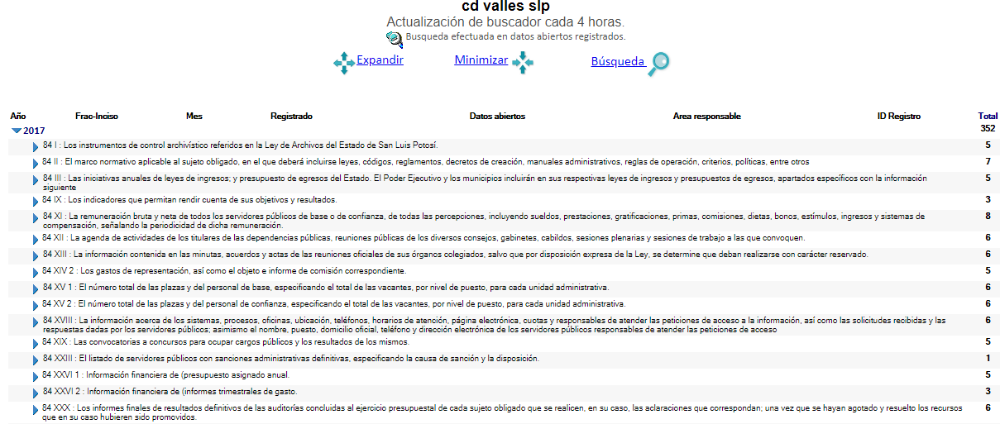 cd valles slp
Actualización de buscador cada 4 horas.
Busqueda efectuada en datos abiertos registrados.
Expandir Minimizar Búsqueda
Año Frac-Inciso Mes Registrado Datos abiertos Area responsable ID Registro Total
2017 352
84 I : Los instrumentos de control archivístico referidos en la Ley de Archivos del Estado de San Luis Potosí. 5
84 II : El marco normativo aplicable al sujeto obligado, en el que deberá incluirse leyes, códigos, reglamentos, decretos de creación, manuales administrativos, reglas de operación, criterios, políticas, entre otros 7
84 III : Las iniciativas anuales de leyes de ingresos; y presupuesto de egresos del Estado. El Poder Ejecutivo y los municipios incluirán en sus respectivas leyes de ingresos y presupuestos de egresos, apartados específicos con la información 5
siguiente
84 IX : Los indicadores que permitan rendir cuenta de sus objetivos y resultados. 3
84 XI : La remuneración bruta y neta de todos los servidores públicos de base o de confianza, de todas las percepciones, incluyendo sueldos, prestaciones, gratificaciones, primas, comisiones, dietas, bonos, estímulos, ingresos y sistemas de 8
compensación, señalando la periodicidad de dicha remuneración.
84 XII : La agenda de actividades de los titulares de las dependencias públicas, reuniones públicas de los diversos consejos, gabinetes, cabildos, sesiones plenarias y sesiones de trabajo a las que convoquen. 6
84 XIII : La información contenida en las minutas, acuerdos y actas de las reuniones oficiales de sus órganos colegiados, salvo que por disposición expresa de la Ley, se determine que deban realizarse con carácter reservado. 6
84 XIV 2 : Los gastos de representación, así como el objeto e informe de comisión correspondiente. 5
84 XV 1 : El número total de las plazas y del personal de base, especificando el total de las vacantes, por nivel de puesto, para cada unidad administrativa. 6
84 XV 2 : El número total de las plazas y del personal de confianza, especificando el total de las vacantes, por nivel de puesto, para cada unidad administrativa. 6
84 XVIII : La información acerca de los sistemas, procesos, oficinas, ubicación, teléfonos, horarios de atención, página electrónica, cuotas y responsables de atender las peticiones de acceso a la información, así como las solicitudes recibidas y las 6
respuestas dadas por los servidores públicos; asimismo el nombre, puesto, domicilio oficial, teléfono y dirección electrónica de los servidores públicos responsables de atender las peticiones de acceso
84 XIX : Las convocatorias a concursos para ocupar cargos públicos y los resultados de los mismos. 5
84 XXIII : El listado de servidores públicos con sanciones administrativas definitivas, especificando la causa de sanción y la disposición. 1
84 XXVI 1 : Información financiera de (presupuesto asignado anual. 5
84 XXVI 2 : Información financiera de (informes trimestrales de gasto. 3
84 XXX : Los informes finales de resultados definitivos de las auditorías concluidas al ejercicio presupuestal de cada sujeto obligado que se realicen, en su caso, las aclaraciones que correspondan; una vez que se hayan agotado y resuelto los recursos 6
que en su caso hubieren sido promovidos.